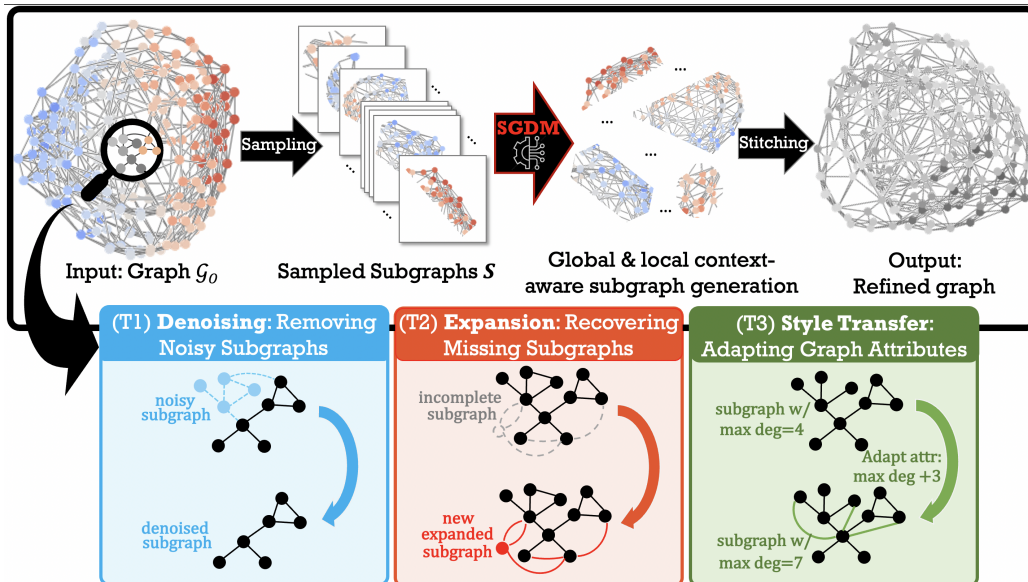 Sampling
SGDM
Stitching
...
...
...
...
...
...
...
Input: Graph 𝒢₀
Sampled Subgraphs S
Global & local context-
aware subgraph generation
Output:
Refined graph
(T1) Denoising: Removing
Noisy Subgraphs
noisy
subgraph
denoised
subgraph
(T2) Expansion: Recovering
Missing Subgraphs
incomplete
subgraph
new
expanded
subgraph
(T3) Style Transfer:
Adapting Graph Attributes
subgraph w/
max deg=4
Adapt attr:
max deg +3
subgraph w/
max deg=7